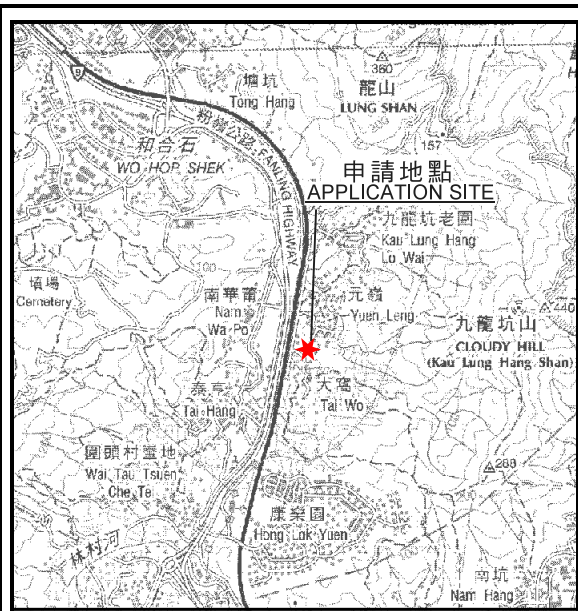 9
塘坑
Tong Hang
380
龍山
LUNG SHAN
粉嶺公路 FANLING HIGHWAY
和合石
WO HOP SHEK
157
申請地點
APPLICATION SITE
九龍坑老圍
Kau Lung Hang
Lo Wai
墳場
Cemetery
南華莆
Nam
Wa Po
元嶺
Yuen Leng
440
九龍坑山
CLOUDY HILL
(Kau Lung Hang Shan)
泰亨
Tai Hang
大窩
Tai Wo
圍頭村墓地
Wai Tau Tsuen
Che Te
288
康樂園
Hong Lok Yuen
林村河
南坑
Nam Hang